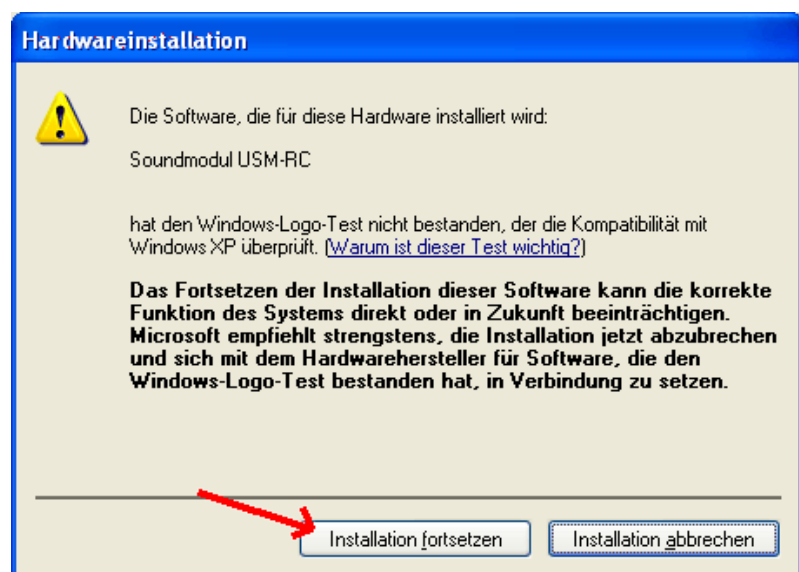 Hardwareinstallation
Die Software, die für diese Hardware installiert wird:
Soundmodul USM-RC
hat den Windows-Logo-Test nicht bestanden, der die Kompatibilität mit
Windows XP überprüft. (Warum ist dieser Test wichtig?)
Das Fortsetzen der Installation dieser Software kann die korrekte
Funktion des Systems direkt oder in Zukunft beeinträchtigen.
Microsoft empfiehlt strengstens, die Installation jetzt abzubrechen
und sich mit dem Hardwarehersteller für Software, die den
Windows-Logo-Test bestanden hat, in Verbindung zu setzen.
Installation fortsetzen Installation abbrechen